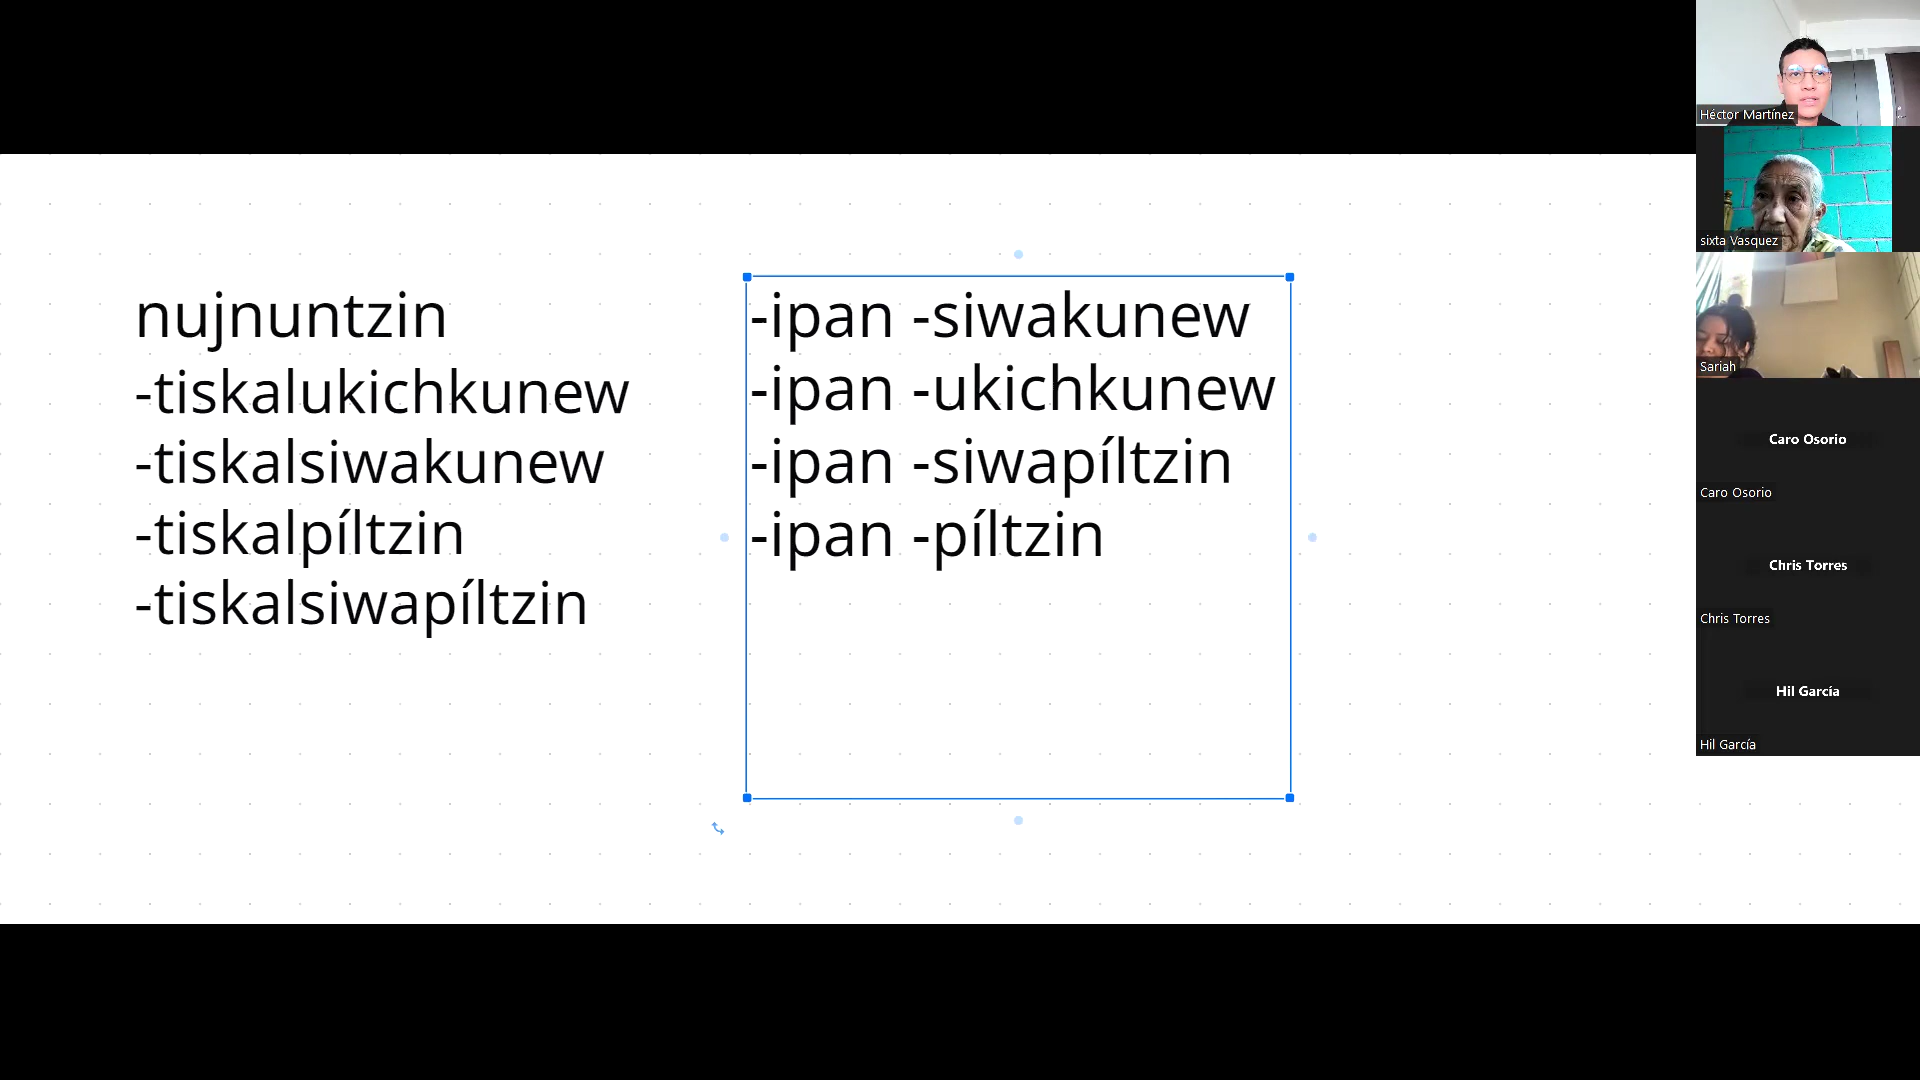 nujnuntzin
-tiskalukichkunew
-tiskalsiwakunew
-tiskalpíltzin
-tiskalsiwapíltzin
-ipan -siwakunew
-ipan -ukichkunew
-ipan -siwapíltzin
-ipan -píltzin
Héctor Martínez
sixta Vasquez
Sariah
Caro Osorio
Caro Osorio
Chris Torres
Chris Torres
Hil García
Hil García